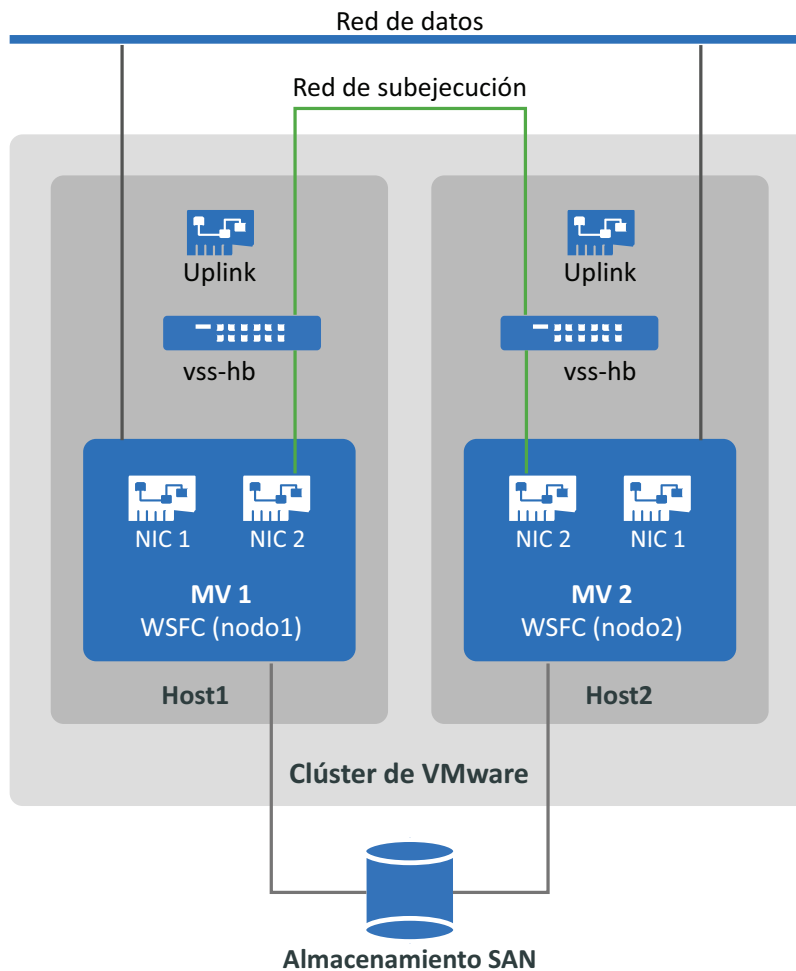 Red de datos
Red de subejecución
Uplink
Uplink
vss-hb
vss-hb
NIC 1
NIC 2
NIC 2
NIC 1
MV 1
WSFC (nodo1)
MV 2
WSFC (nodo2)
Host1
Host2
Clúster de VMware
Almacenamiento SAN